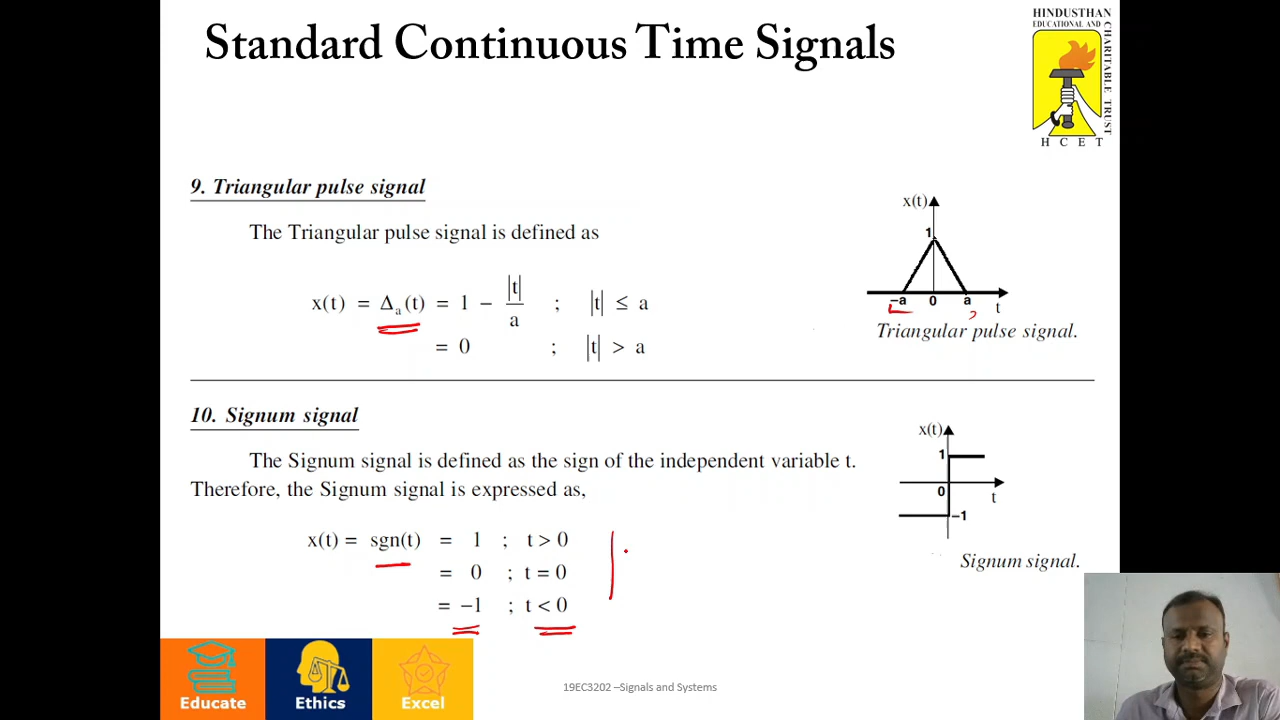 Standard Continuous Time Signals
HINDUSTHAN
EDUCATIONAL AND
CHARITABLE TRUST
H C E T
9. Triangular pulse signal
The Triangular pulse signal is defined as
x(t) = Δa(t) = 1 − |t|/a ; |t| ≤ a
= 0 ; |t| > a
x(t)
1
−a 0 a t
Triangular pulse signal.
10. Signum signal
The Signum signal is defined as the sign of the independent variable t.
Therefore, the Signum signal is expressed as,
x(t) = sgn(t) = 1 ; t > 0
= 0 ; t = 0
= −1 ; t < 0
x(t)
1
0 t
−1
Signum signal.
Educate
Ethics
Excel
19EC3202 –Signals and Systems